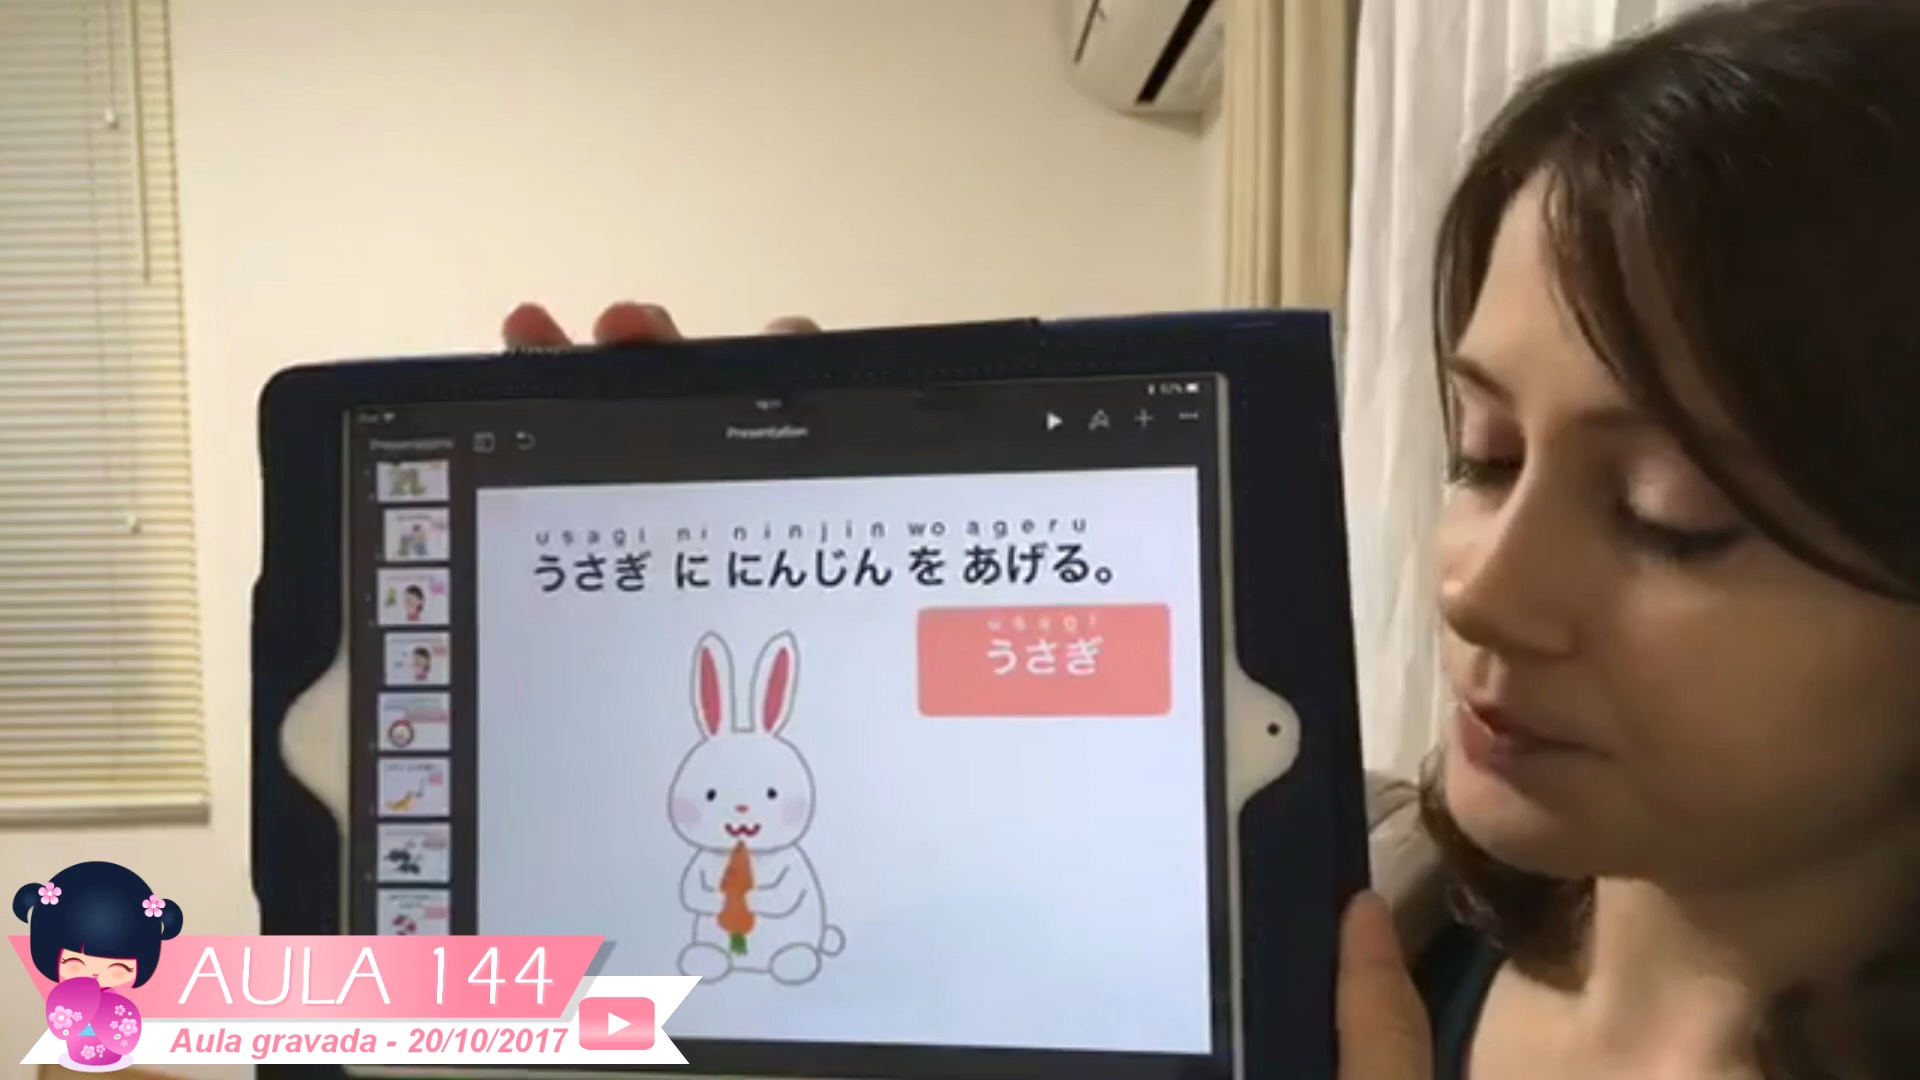 Presentation
usagi ni ninjin wo ageru
うさぎ に にんじん を あげる。
usagi
うさぎ
AULA 144
Aula gravada - 20/10/2017